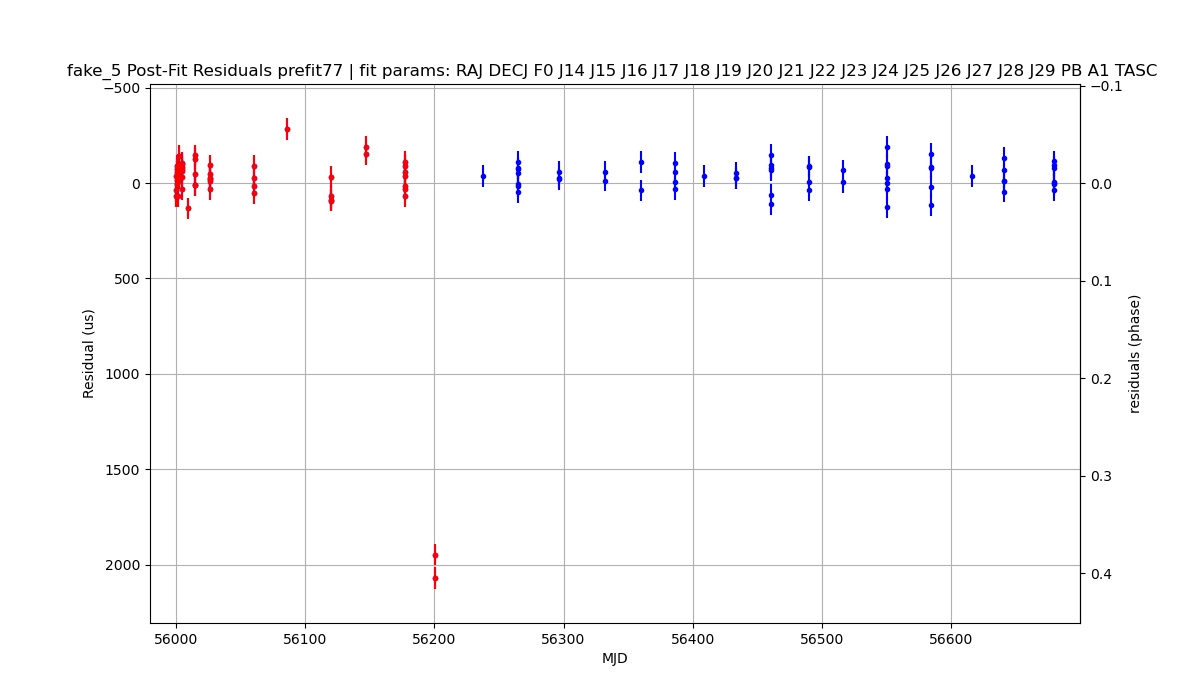 fake_5 Post-Fit Residuals prefit77 | fit params: RAJ DECJ F0 J14 J15 J16 J17 J18 J19 J20 J21 J22 J23 J24 J25 J26 J27 J28 J29 PB A1 TASC
−500
0
500
1000
1500
2000
Residual (us)
−0.1
0.0
0.1
0.2
0.3
0.4
residuals (phase)
56000 56100 56200 56300 56400 56500 56600
MJD